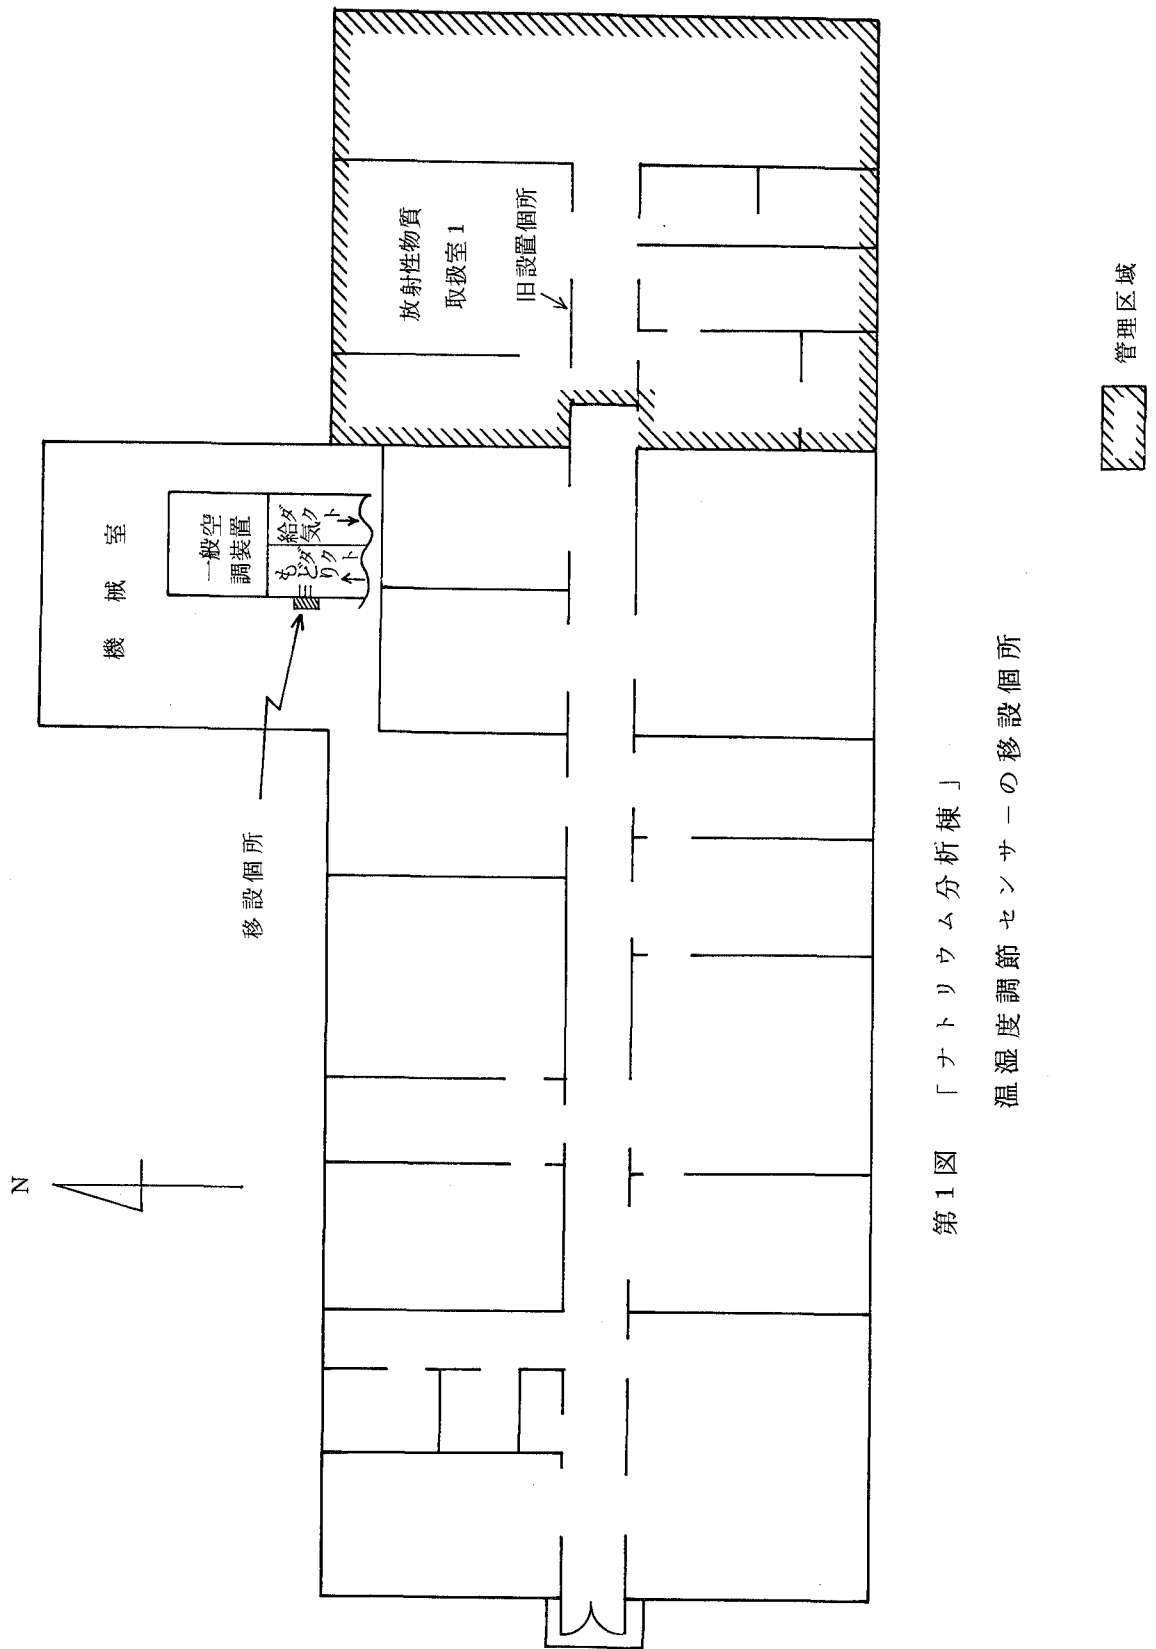 N
機械室
一般空
調装置
もどり
ダクト
給気
ダクト
移設個所
放射性物質
取扱室1
旧設置個所
第1図 「ナトリウム分析棟」
温湿度調節センサーの移設個所
管理区域